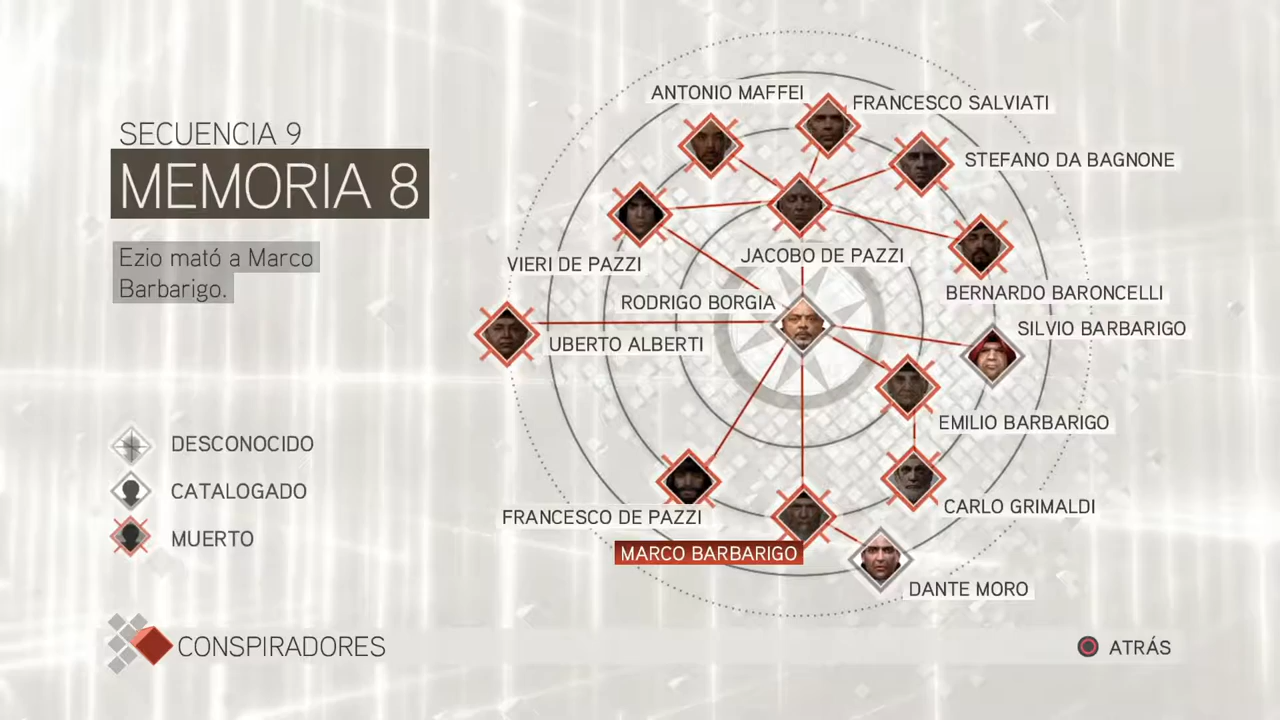 SECUENCIA 9
MEMORIA 8
Ezio mató a Marco
Barbarigo.
ANTONIO MAFFEI
FRANCESCO SALVIATI
STEFANO DA BAGNONE
JACOBO DE PAZZI
VIERI DE PAZZI
BERNARDO BARONCELLI
RODRIGO BORGIA
SILVIO BARBARIGO
UBERTO ALBERTI
EMILIO BARBARIGO
CARLO GRIMALDI
FRANCESCO DE PAZZI
MARCO BARBARIGO
DANTE MORO
DESCONOCIDO
CATALOGADO
MUERTO
CONSPIRADORES
ATRÁS